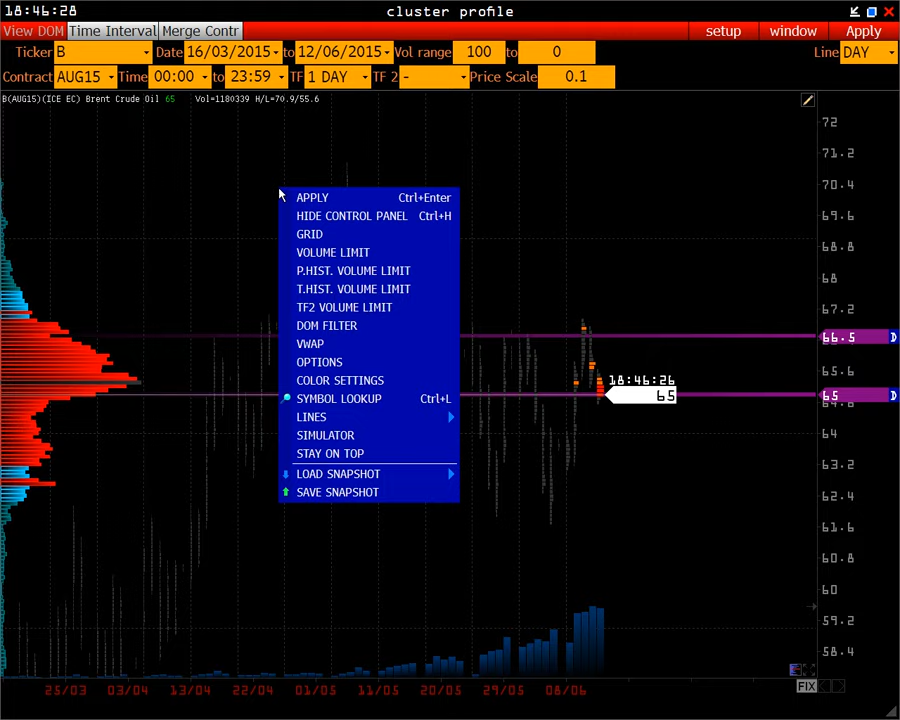 18:46:28 cluster profile
View DOM Time Interval Merge Contr setup window Apply
Ticker B Date 16/03/2015 to 12/06/2015 Vol range 100 to 0 Line DAY
Contract AUG15 Time 00:00 to 23:59 TF 1 DAY TF 2 - Price Scale 0.1
B(AUG15)(ICE EC) Brent Crude Oil 65 Vol=1180339 H/L=70.9/55.6
72
71.2
70.4
69.6
68.8
68
67.2
66.5 D
65.6
65 D
64
63.2
62.4
61.6
60.8
60
59.2
58.4
APPLY Ctrl+Enter
HIDE CONTROL PANEL Ctrl+H
GRID
VOLUME LIMIT
P.HIST. VOLUME LIMIT
T.HIST. VOLUME LIMIT
TF2 VOLUME LIMIT
DOM FILTER
VWAP
OPTIONS
COLOR SETTINGS
SYMBOL LOOKUP Ctrl+L
LINES
SIMULATOR
STAY ON TOP
LOAD SNAPSHOT
SAVE SNAPSHOT
18:46:26
65
25/03 03/04 13/04 22/04 01/05 11/05 20/05 29/05 08/06
FIX